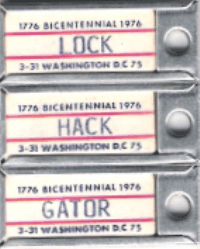 1776 BICENTENNIAL 1976
LOCK
3-31 WASHINGTON D.C 75
1776 BICENTENNIAL 1976
HACK
3-31 WASHINGTON D.C 75
1776 BICENTENNIAL 1976
GATOR
3-31 WASHINGTON D.C 75